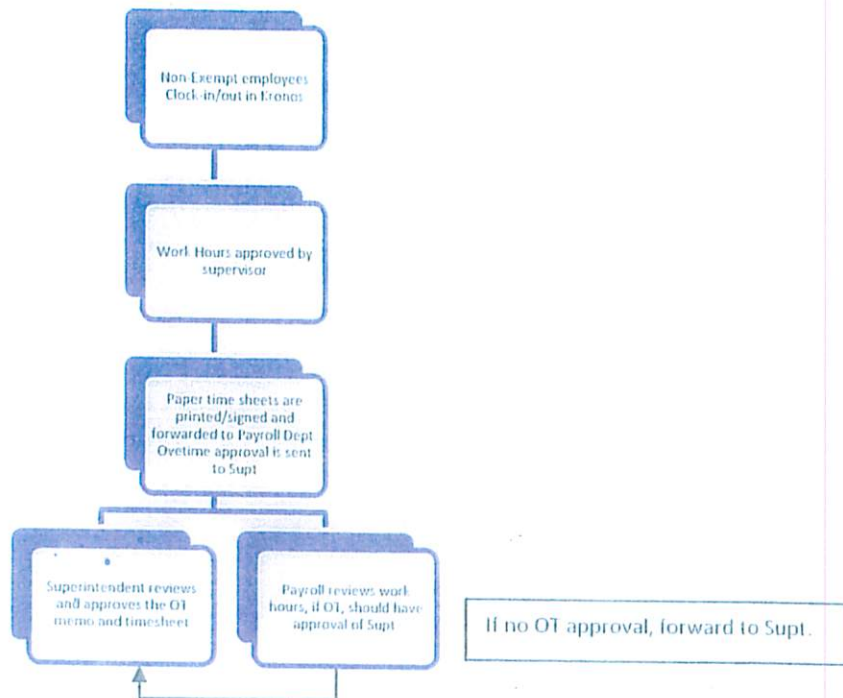 Non-Exempt employees
Clock-in/out in Kronos
Work Hours approved by
supervisor
Paper time sheets are
printed/signed and
forwarded to Payroll Dept
Ovetime approval is sent
to Supt
Superintendent reviews
and approves the OT
memo and timesheet
Payroll reviews work
hours, if OT, should have
approval of Supt
If no OT approval, forward to Supt.